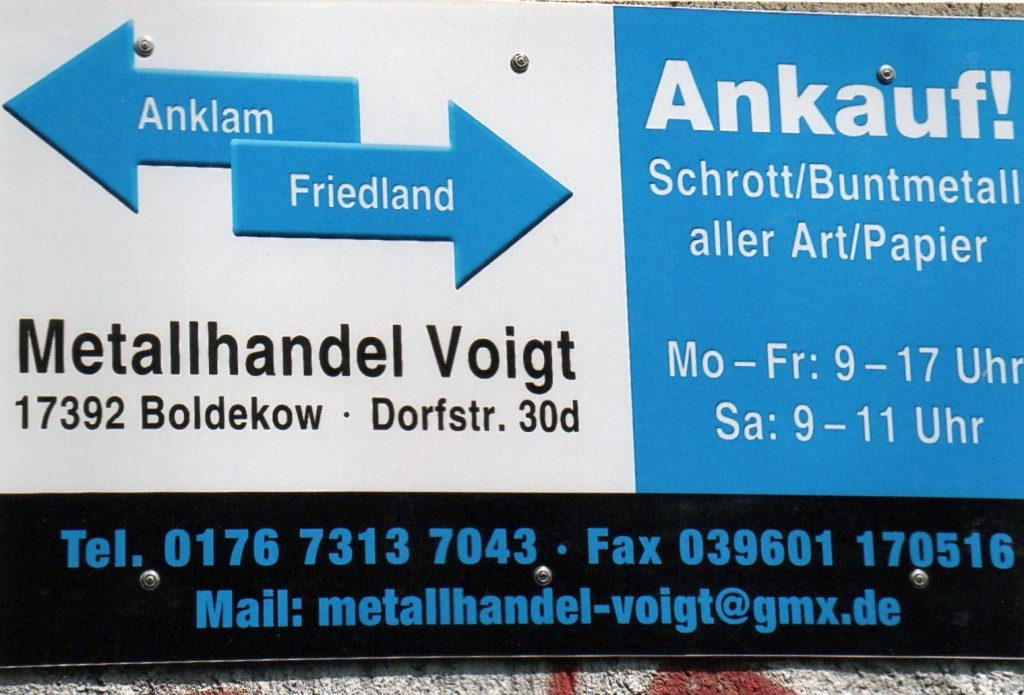 Anklam
Friedland
Metallhandel Voigt
17392 Boldekow · Dorfstr. 30d
Ankauf!
Schrott/Buntmetall
aller Art/Papier
Mo – Fr: 9 – 17 Uhr
Sa: 9 – 11 Uhr
Tel. 0176 7313 7043 · Fax 039601 170516
Mail: metallhandel-voigt@gmx.de